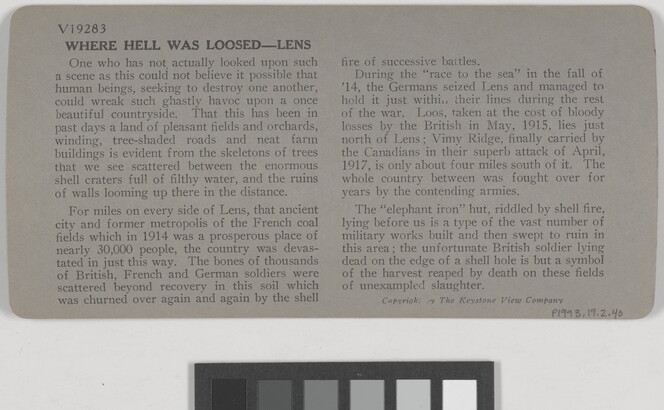 V19283
WHERE HELL WAS LOOSED—LENS
One who has not actually looked upon such
a scene as this could not believe it possible that
human beings, seeking to destroy one another,
could wreak such ghastly havoc upon a once
beautiful countryside. That this has been in
past days a land of pleasant fields and orchards,
winding, tree-shaded roads and neat farm
buildings is evident from the skeletons of trees
that we see scattered between the enormous
shell craters full of filthy water, and the ruins
of walls looming up there in the distance.
For miles on every side of Lens, that ancient
city and former metropolis of the French coal
fields which in 1914 was a prosperous place of
nearly 30,000 people, the country was devas-
tated in just this way. The bones of thousands
of British, French and German soldiers were
scattered beyond recovery in this soil which
was churned over again and again by the shell
fire of successive battles.
During the "race to the sea" in the fall of
'14, the Germans seized Lens and managed to
hold it just within their lines during the rest
of the war. Loos, taken at the cost of bloody
losses by the British in May, 1915, lies just
north of Lens; Vimy Ridge, finally carried by
the Canadians in their superb attack of April,
1917, is only about four miles south of it. The
whole country between was fought over for
years by the contending armies.
The "elephant iron" hut, riddled by shell fire,
lying before us is a type of the vast number of
military works built and then swept to ruin in
this area; the unfortunate British soldier lying
dead on the edge of a shell hole is but a symbol
of the harvest reaped by death on these fields
of unexampled slaughter.
Copyright by The Keystone View Company
P1998.19.2.40